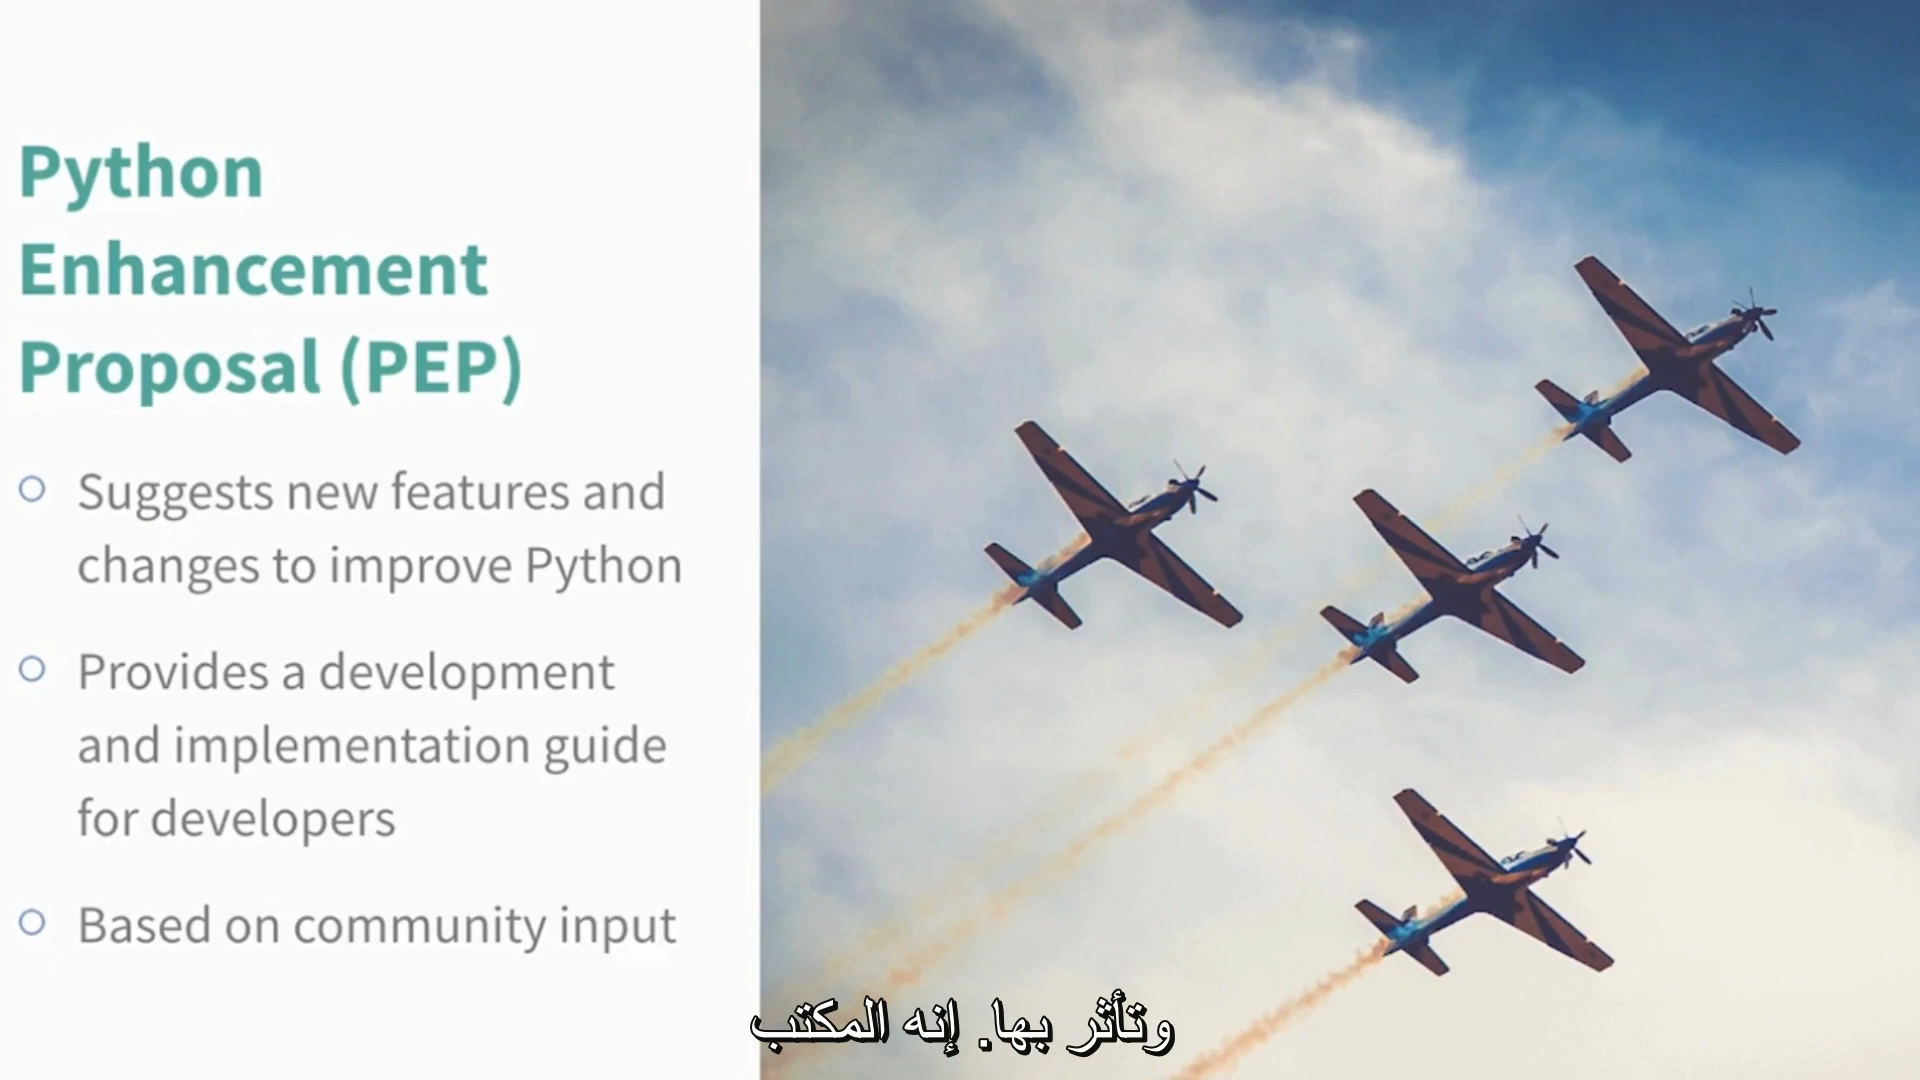 Python
Enhancement
Proposal (PEP)
Suggests new features and
changes to improve Python
Provides a development
and implementation guide
for developers
Based on community input
وتأثر بها. إنه المكتب